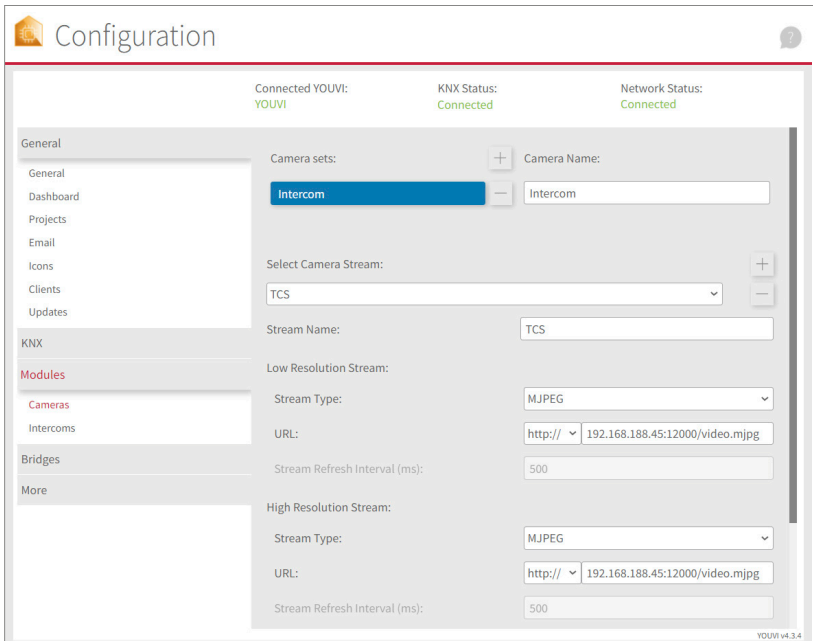 Configuration
?
Connected YOUVI: KNX Status: Network Status:
YOUVI Connected Connected
General
General
Dashboard
Projects
Email
Icons
Clients
Updates
KNX
Modules
Cameras
Intercoms
Bridges
More
Camera sets: + Camera Name:
Intercom − Intercom
Select Camera Stream: +
TCS −
Stream Name: TCS
Low Resolution Stream:
Stream Type: MJPEG
URL: http:// 192.168.188.45:12000/video.mjpg
Stream Refresh Interval (ms): 500
High Resolution Stream:
Stream Type: MJPEG
URL: http:// 192.168.188.45:12000/video.mjpg
Stream Refresh Interval (ms): 500
YOUVI v4.3.4